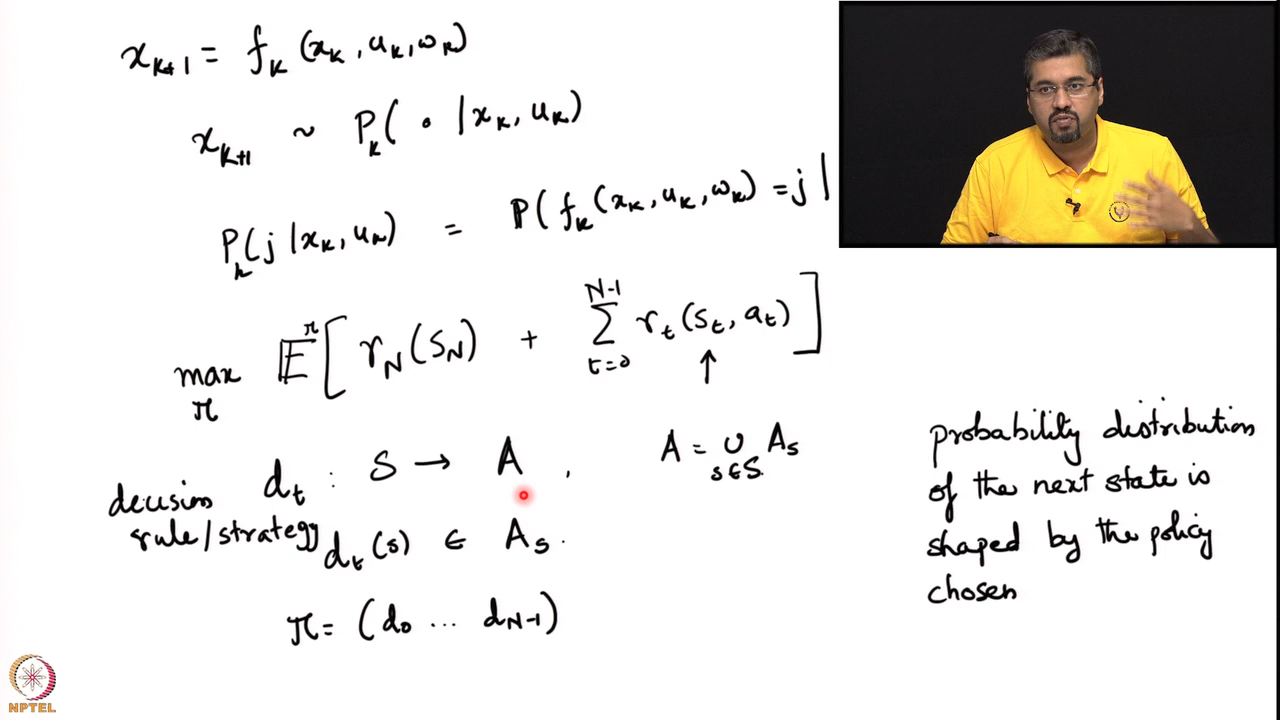 x_{k+1} = f_k (x_k, u_k, w_k)
x_{k+1} ~ P_k( • | x_k, u_k)
P_k(j | x_k, u_k) = P( f_k (x_k, u_k, w_k) = j |
max_π E^π [ r_N(S_N) + Σ_{t=0}^{N-1} r_t (s_t, a_t) ]
↑
decision rule/strategy d_t : S → A , A = ∪_{s∈S} A_s
d_t(s) ∈ A_s.
π = (d_0 ... d_{N-1})
probability distribution
of the next state is
shaped by the policy
chosen
NPTEL